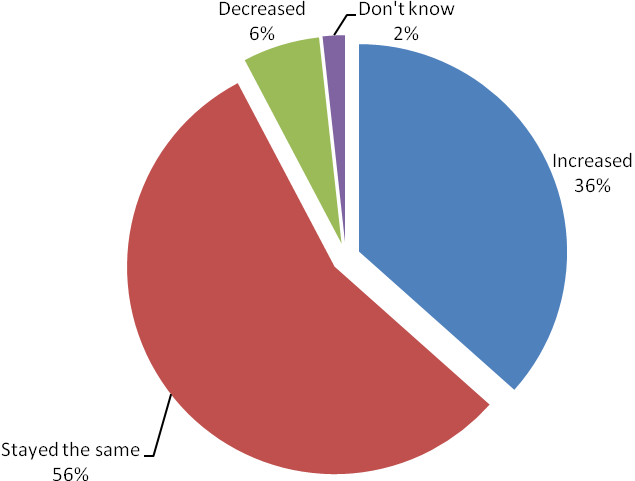 Decreased
6%
Don't know
2%
Increased
36%
Stayed the same
56%